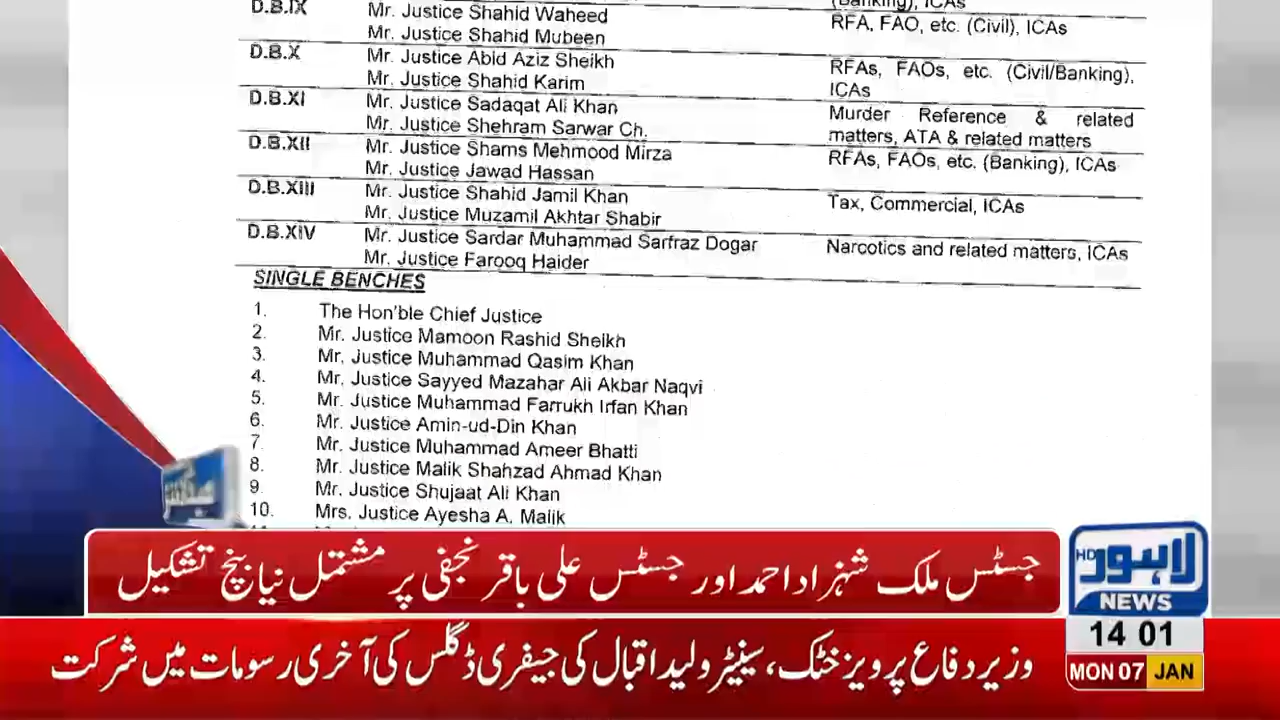 (Banking), ICAs
D.B.IX Mr. Justice Shahid Waheed RFA, FAO, etc. (Civil), ICAs
Mr. Justice Shahid Mubeen
D.B.X Mr. Justice Abid Aziz Sheikh RFAs, FAOs, etc. (Civil/Banking),
Mr. Justice Shahid Karim ICAs
D.B.XI Mr. Justice Sadaqat Ali Khan Murder Reference & related
Mr. Justice Shehram Sarwar Ch. matters, ATA & related matters
D.B.XII Mr. Justice Shams Mehmood Mirza RFAs, FAOs, etc. (Banking), ICAs
Mr. Justice Jawad Hassan
D.B.XIII Mr. Justice Shahid Jamil Khan Tax, Commercial, ICAs
Mr. Justice Muzamil Akhtar Shabir
D.B.XIV Mr. Justice Sardar Muhammad Sarfraz Dogar Narcotics and related matters, ICAs
Mr. Justice Farooq Haider
SINGLE BENCHES
1. The Hon'ble Chief Justice
2. Mr. Justice Mamoon Rashid Sheikh
3. Mr. Justice Muhammad Qasim Khan
4. Mr. Justice Sayyed Mazahar Ali Akbar Naqvi
5. Mr. Justice Muhammad Farrukh Irfan Khan
6. Mr. Justice Amin-ud-Din Khan
7. Mr. Justice Muhammad Ameer Bhatti
8. Mr. Justice Malik Shahzad Ahmad Khan
9. Mr. Justice Shujaat Ali Khan
10. Mrs. Justice Ayesha A. Malik
جسٹس ملک شہزاد احمد اور جسٹس علی باقر نجفی پر مشتمل نیا بنچ تشکیل
HD لاہور
NEWS
14 01
MON 07 JAN
وزیر دفاع پرویز خٹک، سینیٹر ولید اقبال کی جیفری ڈگلس کی آخری رسومات میں شرکت